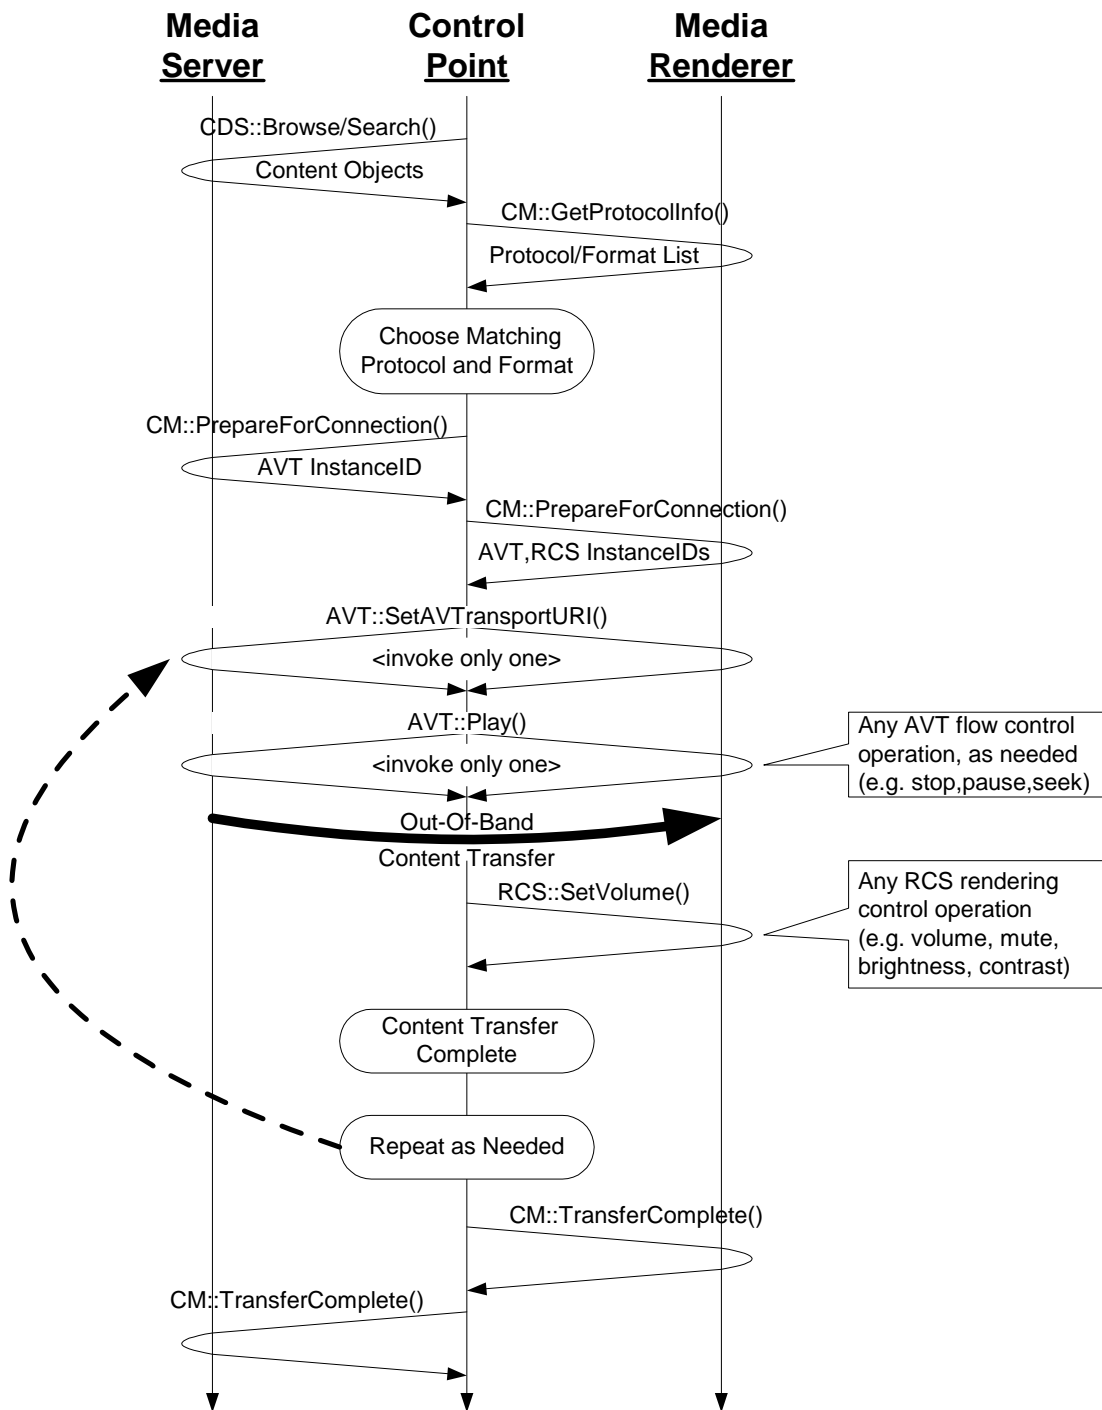 Media
Server
Control
Point
Media
Renderer
CDS::Browse/Search()
Content Objects
CM::GetProtocolInfo()
Protocol/Format List
Choose Matching
Protocol and Format
CM::PrepareForConnection()
AVT InstanceID
CM::PrepareForConnection()
AVT,RCS InstanceIDs
AVT::SetAVTransportURI()
<invoke only one>
AVT::Play()
<invoke only one>
Any AVT flow control
operation, as needed
(e.g. stop,pause,seek)
Out-Of-Band
Content Transfer
RCS::SetVolume()
Any RCS rendering
control operation
(e.g. volume, mute,
brightness, contrast)
Content Transfer
Complete
Repeat as Needed
CM::TransferComplete()
CM::TransferComplete()